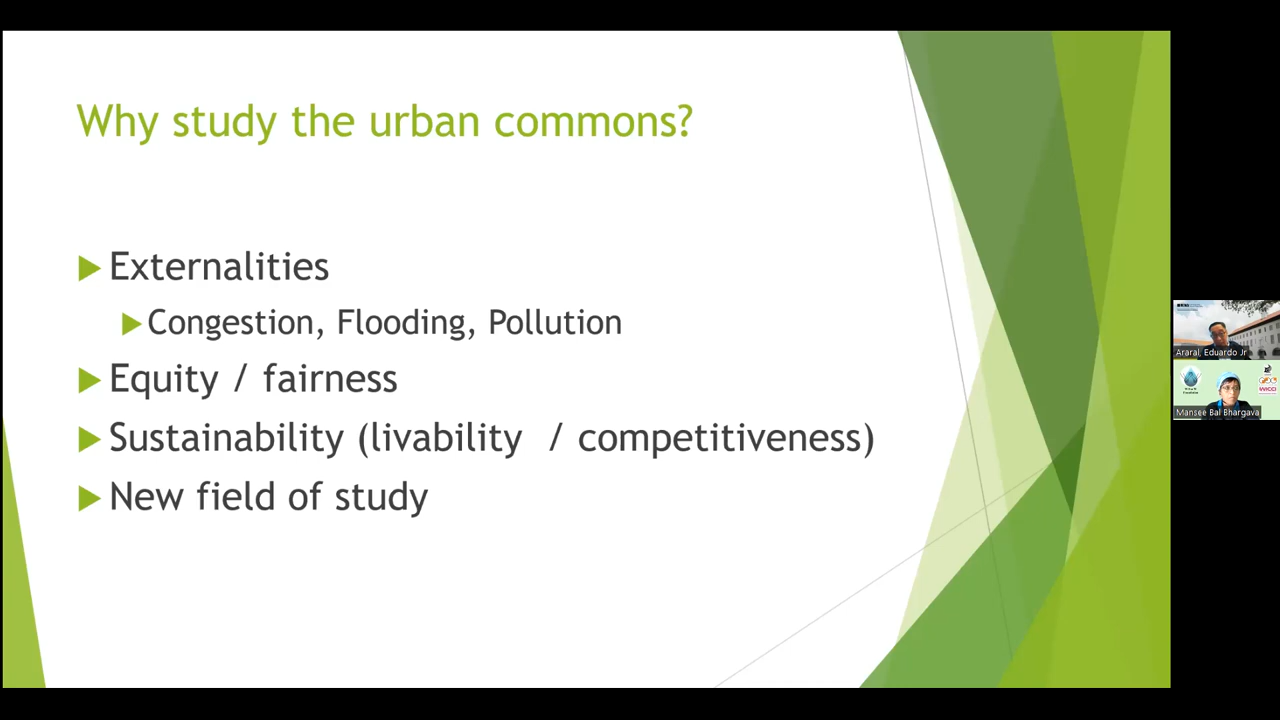 Why study the urban commons?
Externalities
Congestion, Flooding, Pollution
Equity / fairness
Sustainability (livability / competitiveness)
New field of study
Araral, Eduardo Jr
Mansee Bal Bhargava